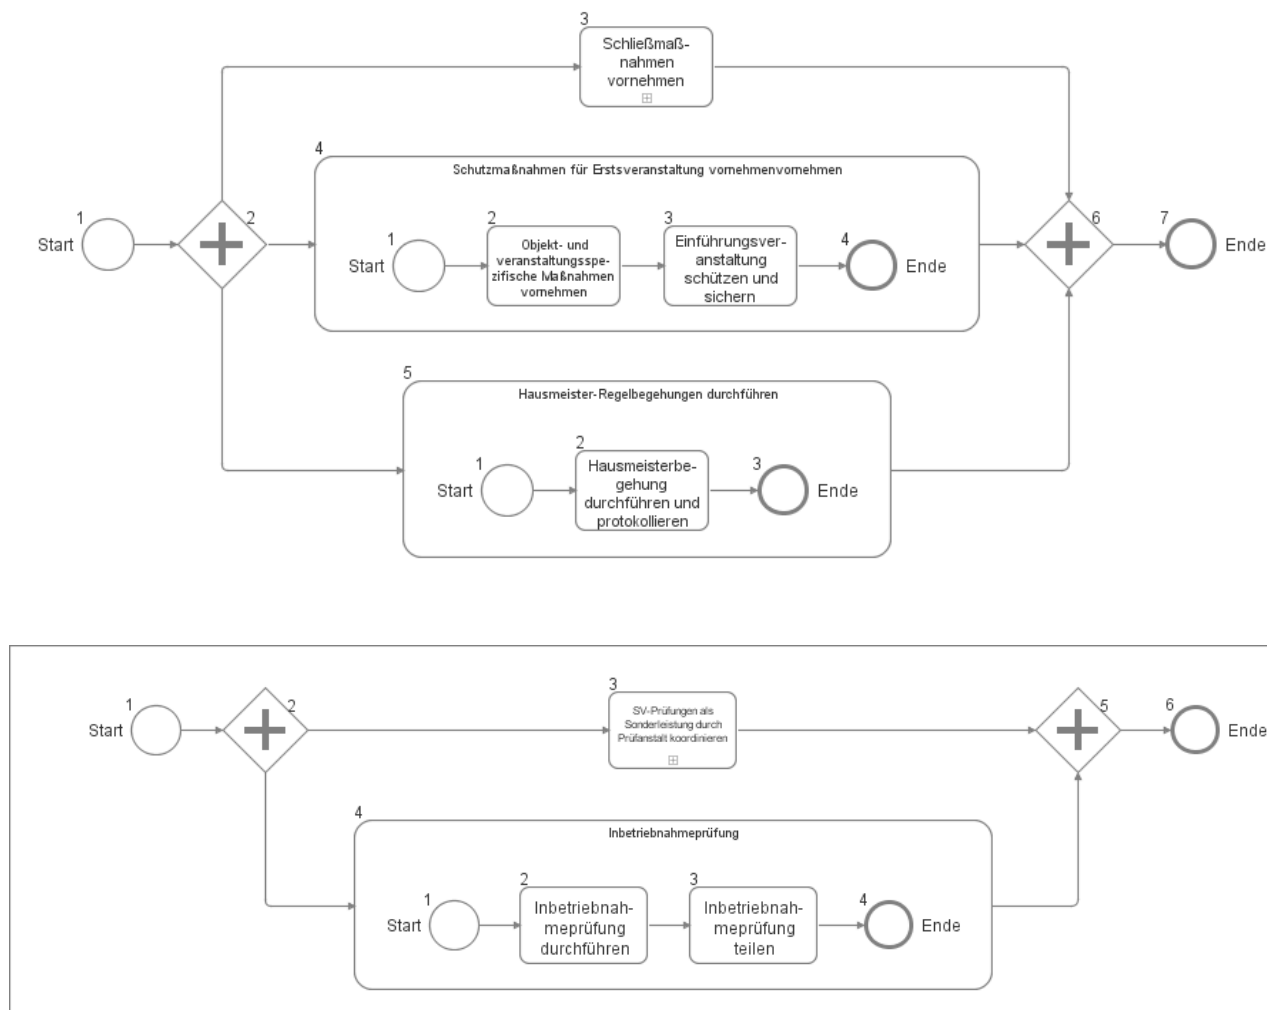 3
Schließmaß-
nahmen
vornehmen
4
Schutzmaßnahmen für Erstsveranstaltung vornehmenvornehmen
1
Start
2
1
Start
2
Objekt- und
veranstaltungsspe-
zifische Maßnahmen
vornehmen
3
Einführungsver-
anstaltung
schützen und
sichern
4
Ende
6
7
Ende
5
Hausmeister-Regelbegehungen durchführen
1
Start
2
Hausmeisterbe-
gehung
durchführen und
protokollieren
3
Ende
1
Start
2
3
SV-Prüfungen als
Sonderleistung durch
Prüfanstalt koordinieren
5
6
Ende
4
Inbetriebnahmeprüfung
1
Start
2
Inbetriebnah-
meprüfung
durchführen
3
Inbetriebnah-
meprüfung
teilen
4
Ende